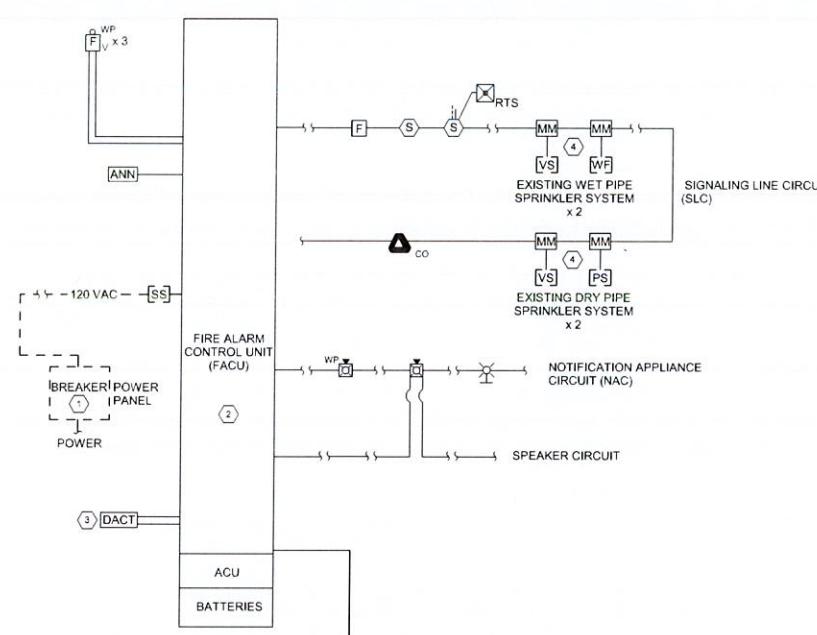 WP
F
V
x 3
RTS
F
S
S
MM
MM
4
VS
WF
EXISTING WET PIPE
SPRINKLER SYSTEM
x 2
SIGNALING LINE CIRCU
(SLC)
ANN
CO
MM
MM
4
VS
PS
EXISTING DRY PIPE
SPRINKLER SYSTEM
x 2
120 VAC
SS
FIRE ALARM
CONTROL UNIT
(FACU)
2
WP
NOTIFICATION APPLIANCE
CIRCUIT (NAC)
BREAKER
1
POWER
PANEL
POWER
SPEAKER CIRCUIT
3
DACT
ACU
BATTERIES